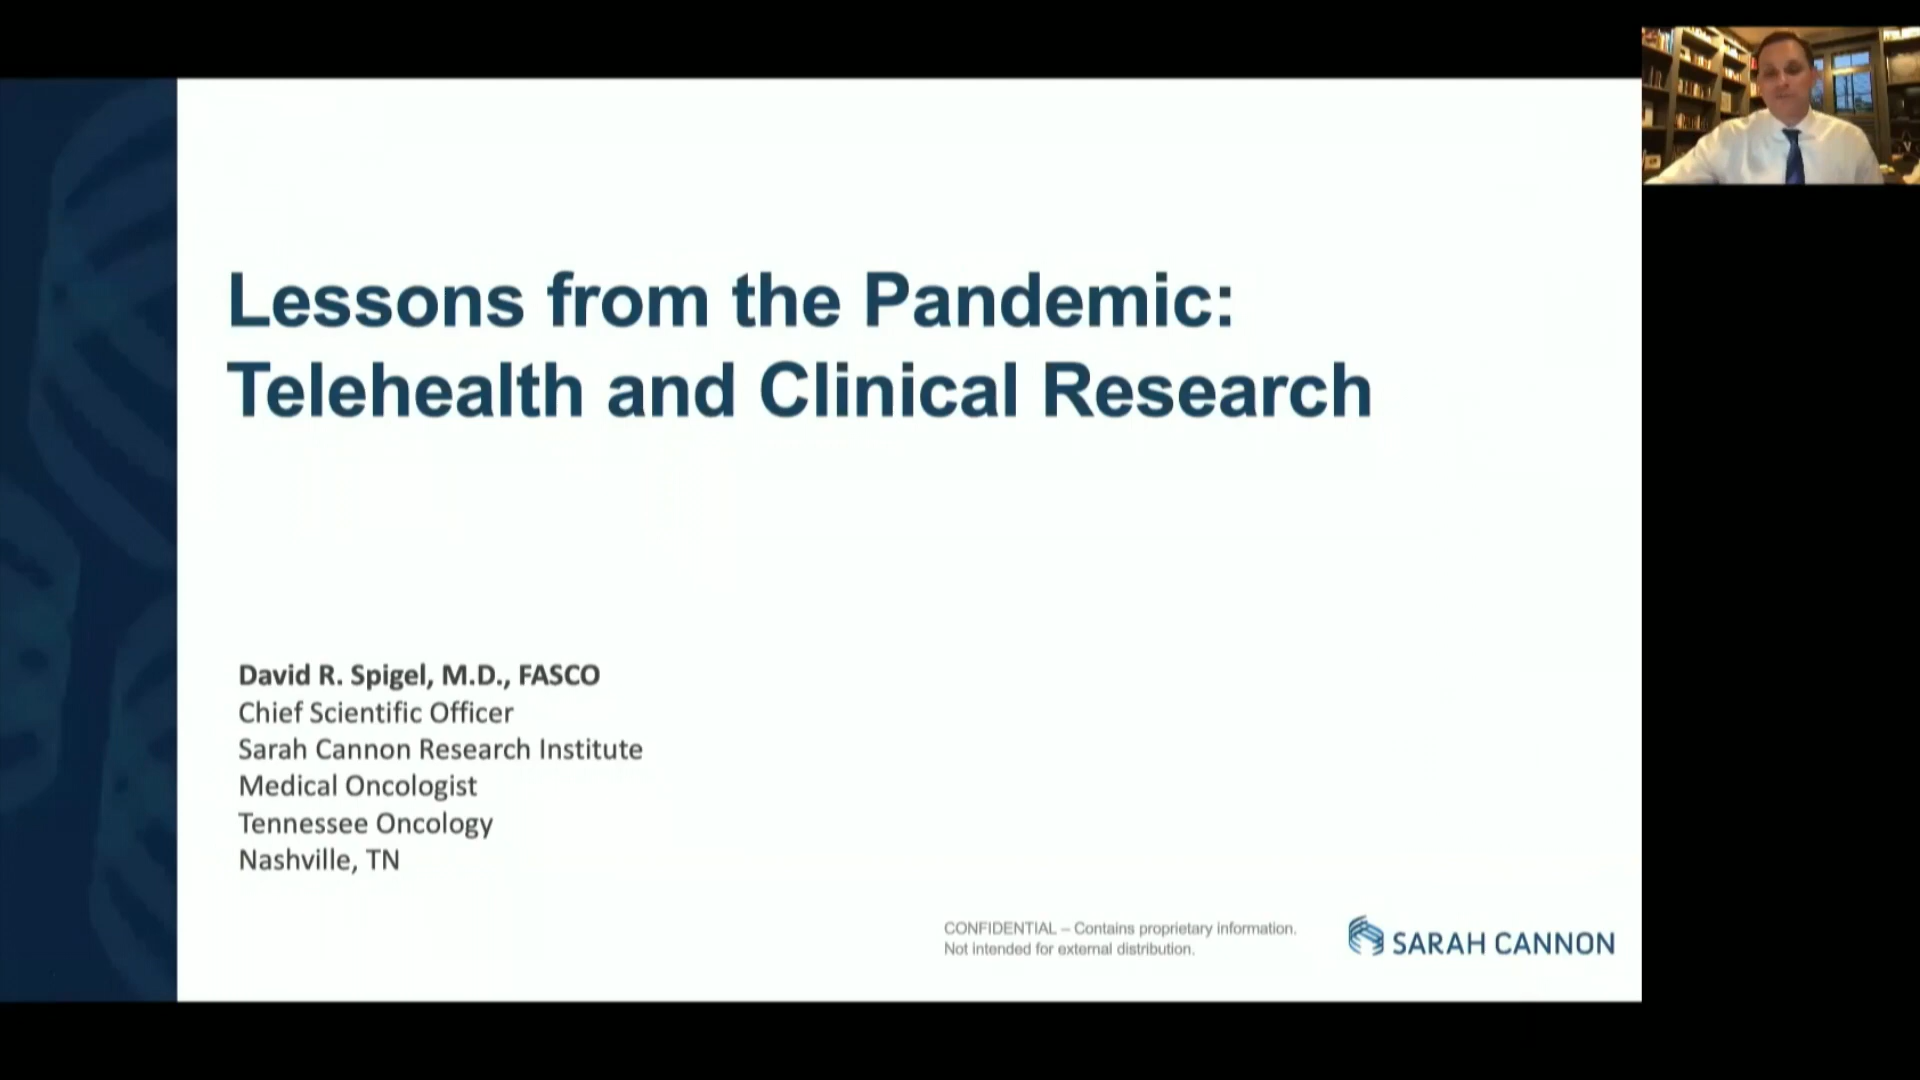 Lessons from the Pandemic:
Telehealth and Clinical Research
David R. Spigel, M.D., FASCO
Chief Scientific Officer
Sarah Cannon Research Institute
Medical Oncologist
Tennessee Oncology
Nashville, TN
CONFIDENTIAL – Contains proprietary information.
Not intended for external distribution.
SARAH CANNON